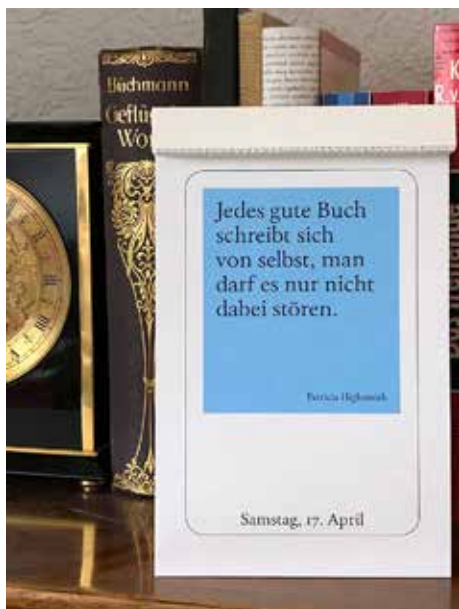 Büchmann
Geflü
Wor
K
R.v.
Jedes gute Buch
schreibt sich
von selbst, man
darf es nur nicht
dabei stören.
Patricia Highsmith
Samstag, 17. April